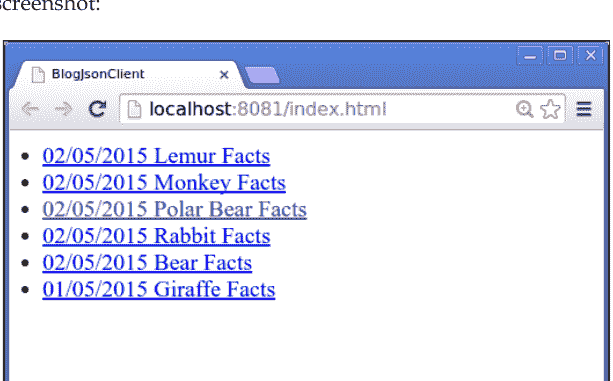 screenshot:
BlogJsonClient
localhost:8081/index.html
02/05/2015 Lemur Facts
02/05/2015 Monkey Facts
02/05/2015 Polar Bear Facts
02/05/2015 Rabbit Facts
02/05/2015 Bear Facts
01/05/2015 Giraffe Facts